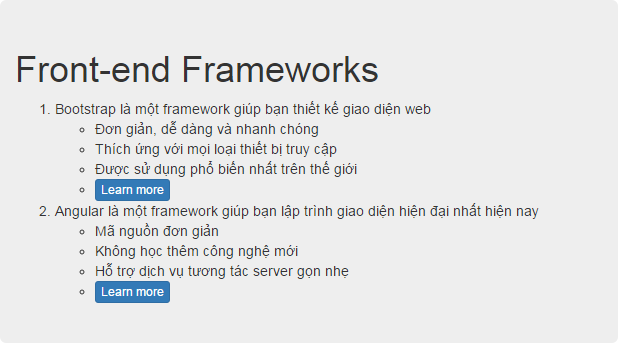 Front-end Frameworks
1. Bootstrap là một framework giúp bạn thiết kế giao diện web
Đơn giản, dễ dàng và nhanh chóng
Thích ứng với mọi loại thiết bị truy cập
Được sử dụng phổ biến nhất trên thế giới
Learn more
2. Angular là một framework giúp bạn lập trình giao diện hiện đại nhất hiện nay
Mã nguồn đơn giản
Không học thêm công nghệ mới
Hỗ trợ dịch vụ tương tác server gọn nhẹ
Learn more